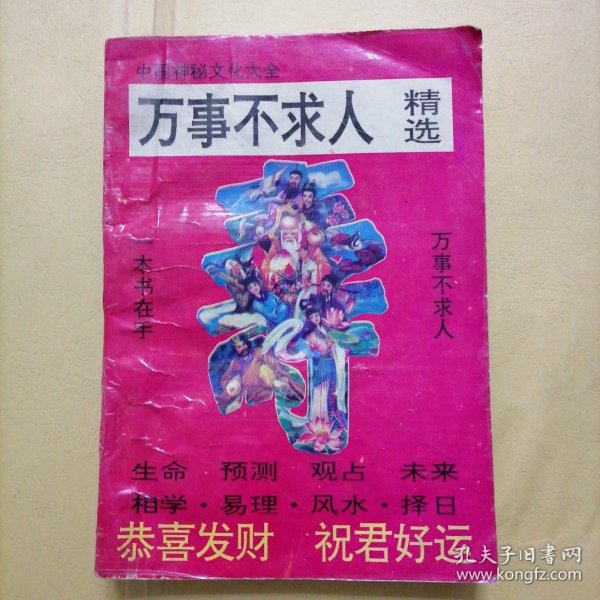 中国神秘文化大全
万事不求人 精选
一本书在手
万事不求人
寿
生命 预测 观占 未来
相学·易理·风水·择日
恭喜发财 祝君好运
孔夫子旧书网
www.kongfz.com